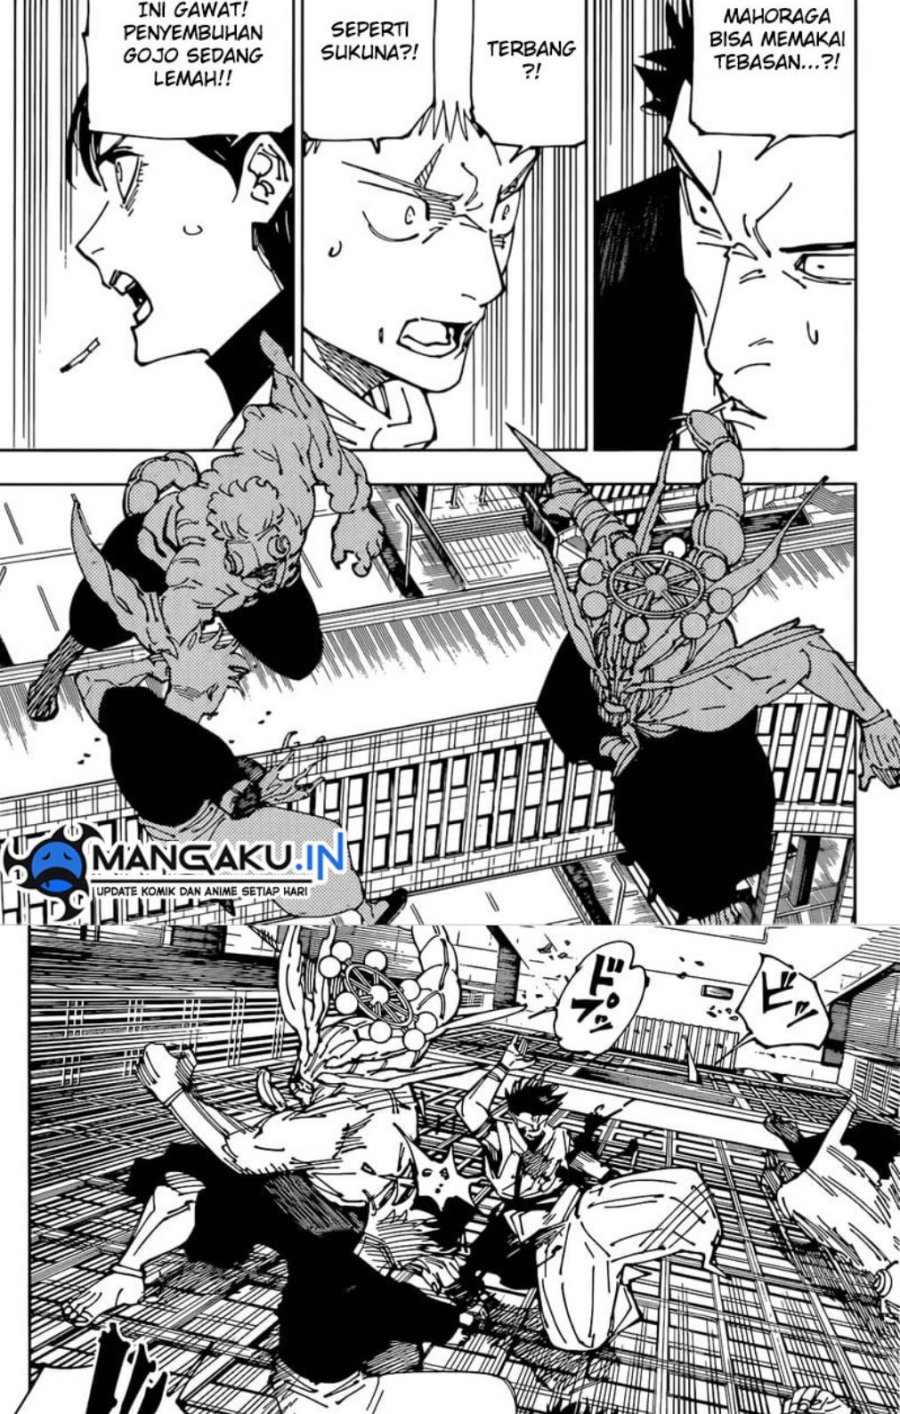 MAHORAGA
BISA MEMAKAI
TEBASAN...?!
TERBANG
?!
SEPERTI
SUKUNA?!
INI GAWAT!
PENYEMBUHAN
GOJO SEDANG
LEMAH!!
MANGAKU.IN
UPDATE KOMIK DAN ANIME SETIAP HARI
ビッ
ドプッ